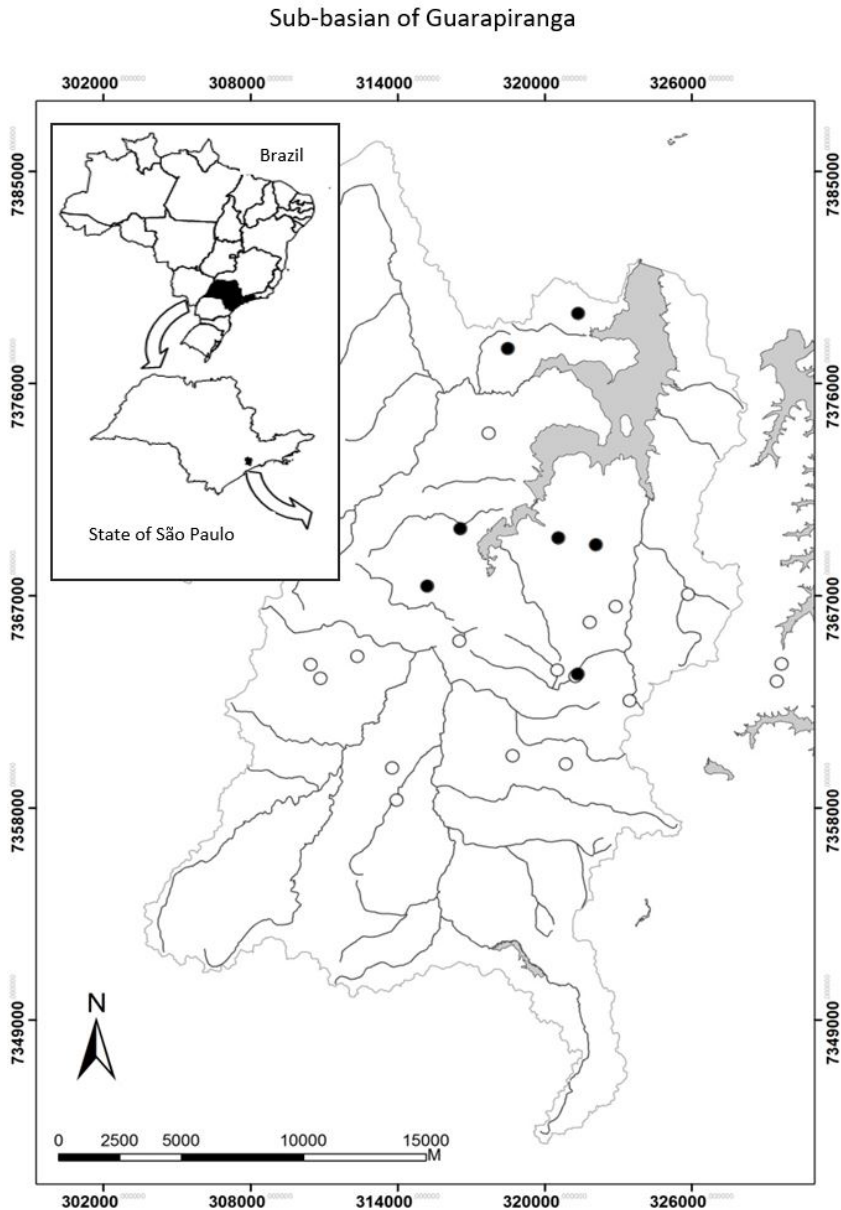 Sub-basian of Guarapiranga
302000 308000 314000 320000 326000
Brazil
State of São Paulo
7385000 7385000
7376000 7376000
7367000 7367000
7358000 7358000
7349000 7349000
N
0 2500 5000 10000 15000
M
302000 308000 314000 320000 326000